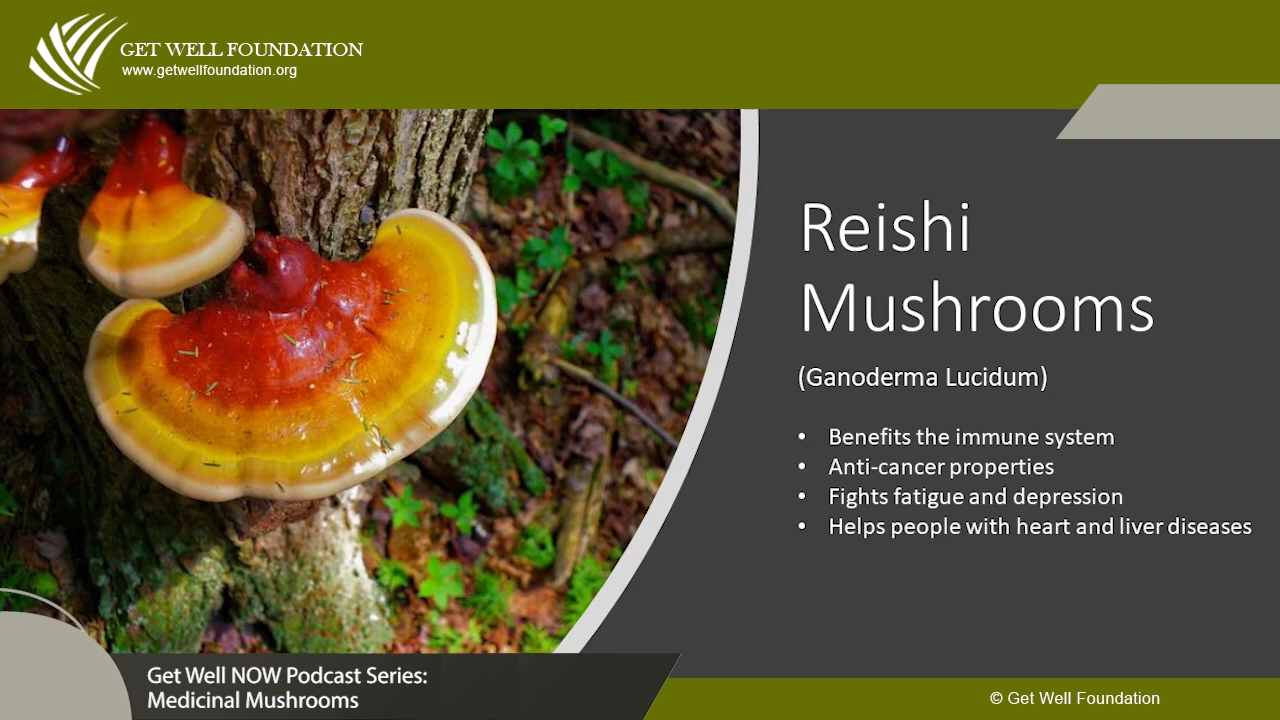 GET WELL FOUNDATION
www.getwellfoundation.org
Reishi
Mushrooms
(Ganoderma Lucidum)
• Benefits the immune system
• Anti-cancer properties
• Fights fatigue and depression
• Helps people with heart and liver diseases
Get Well NOW Podcast Series:
Medicinal Mushrooms
© Get Well Foundation